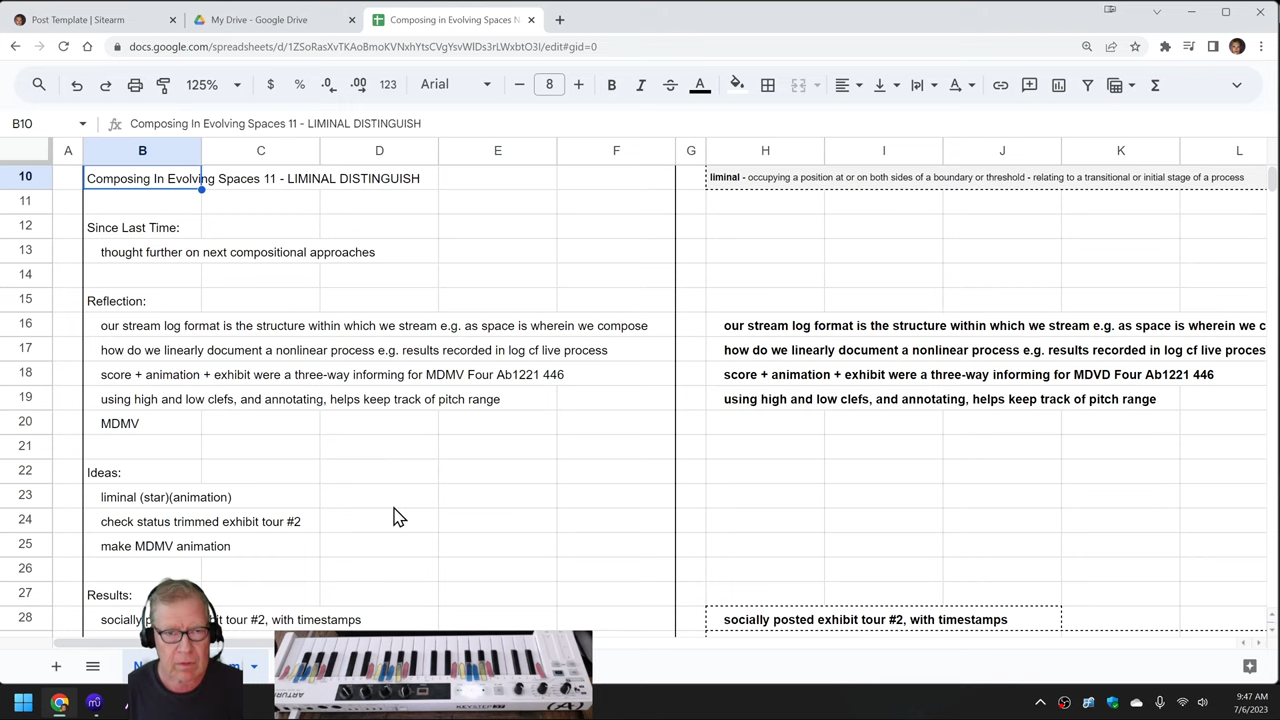 Post Template | Sitearm
My Drive - Google Drive
Composing in Evolving Spaces N
docs.google.com/spreadsheets/d/1ZSoRasXvTKAoBmoKVNxhYtsCVgYsvWlDs3rLWxbtO3I/edit#gid=0
125% $ % .0 .00 123 Arial 8 B I A
B10 fx Composing In Evolving Spaces 11 - LIMINAL DISTINGUISH
A B C D E F G H I J K L
10 Composing In Evolving Spaces 11 - LIMINAL DISTINGUISH liminal - occupying a position at or on both sides of a boundary or threshold - relating to a transitional or initial stage of a process
11
12 Since Last Time:
13 thought further on next compositional approaches
14
15 Reflection:
16 our stream log format is the structure within which we stream e.g. as space is wherein we compose our stream log format is the structure within which we stream e.g. as space is wherein we c
17 how do we linearly document a nonlinear process e.g. results recorded in log cf live process how do we linearly document a nonlinear process e.g. results recorded in log cf live proces
18 score + animation + exhibit were a three-way informing for MDMV Four Ab1221 446 score + animation + exhibit were a three-way informing for MDVD Four Ab1221 446
19 using high and low clefs, and annotating, helps keep track of pitch range using high and low clefs, and annotating, helps keep track of pitch range
20 MDMV
21
22 Ideas:
23 liminal (star)(animation)
24 check status trimmed exhibit tour #2
25 make MDMV animation
26
27 Results:
28 socially it tour #2, with timestamps socially posted exhibit tour #2, with timestamps
N m
ARTURIA KEYSTEP 37
9:47 AM
7/6/2023